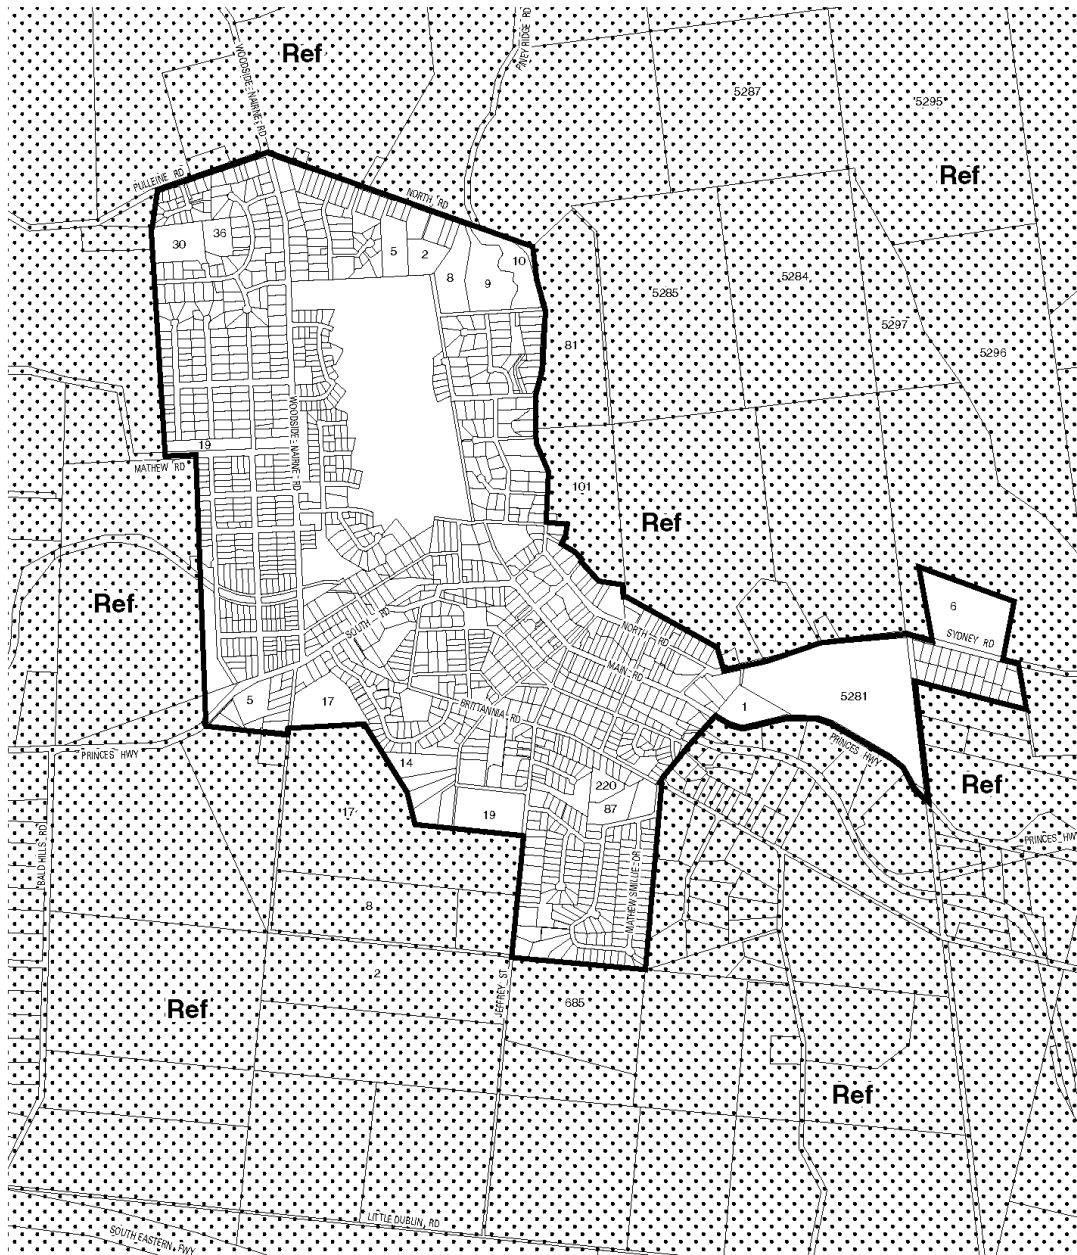 WOODSIDE - NAIRNE - RD
Ref
PINEY RIDGE RD
5287
5295
Ref
PULLEINE RD
NORTH RD
30
36
5
2
8
9
10
5284
5285
5297
81
5296
WOODSIDE - NAIRNE - RD
19
MATHEW RD
101
Ref
Ref
6
SOUTH RD
NORTH RD
SYDNEY RD
MAIN RD
5
17
BRITTANNIA RD
1
5281
PRINCES HWY
PRINCES HWY
14
220
Ref
17
19
87
PRINCES HWY
BALD HILLS RD
MATHEW SMILLIE DR
8
2
JEFFREY ST
685
Ref
Ref
LITTLE DUBLIN RD
SOUTH EASTERN FWY